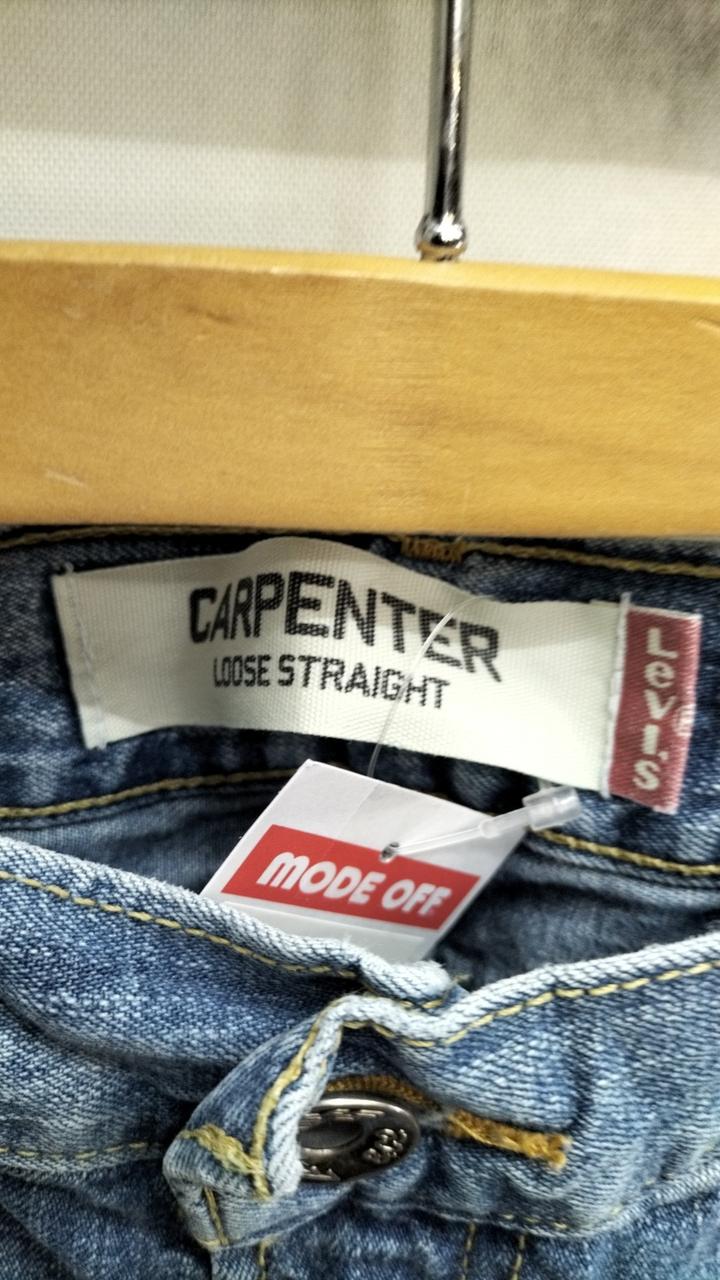 CARPENTER
LOOSE STRAIGHT
Levi's
MODE OFF